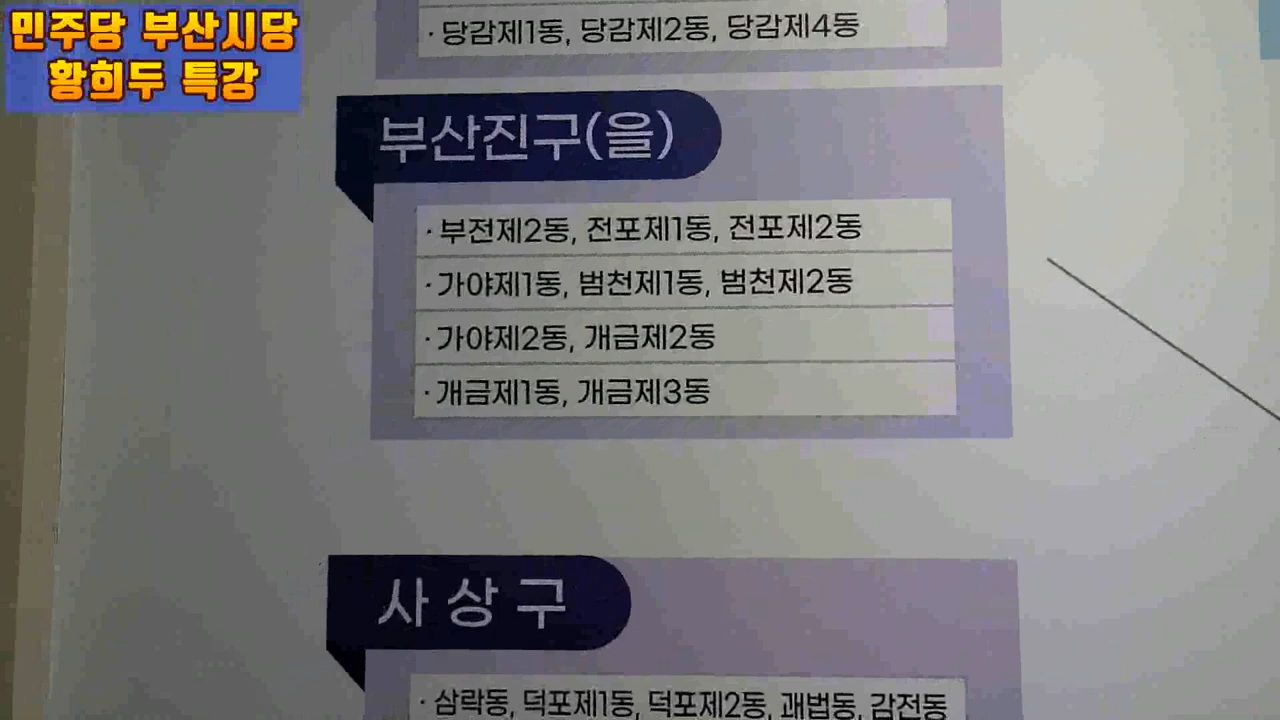 민주당 부산시당
황희두 특강
· 당감제1동, 당감제2동, 당감제4동
부산진구(을)
· 부전제2동, 전포제1동, 전포제2동
· 가야제1동, 범천제1동, 범천제2동
· 가야제2동, 개금제2동
· 개금제1동, 개금제3동
사상구
· 삼락동, 덕포제1동, 덕포제2동, 괘법동, 감전동